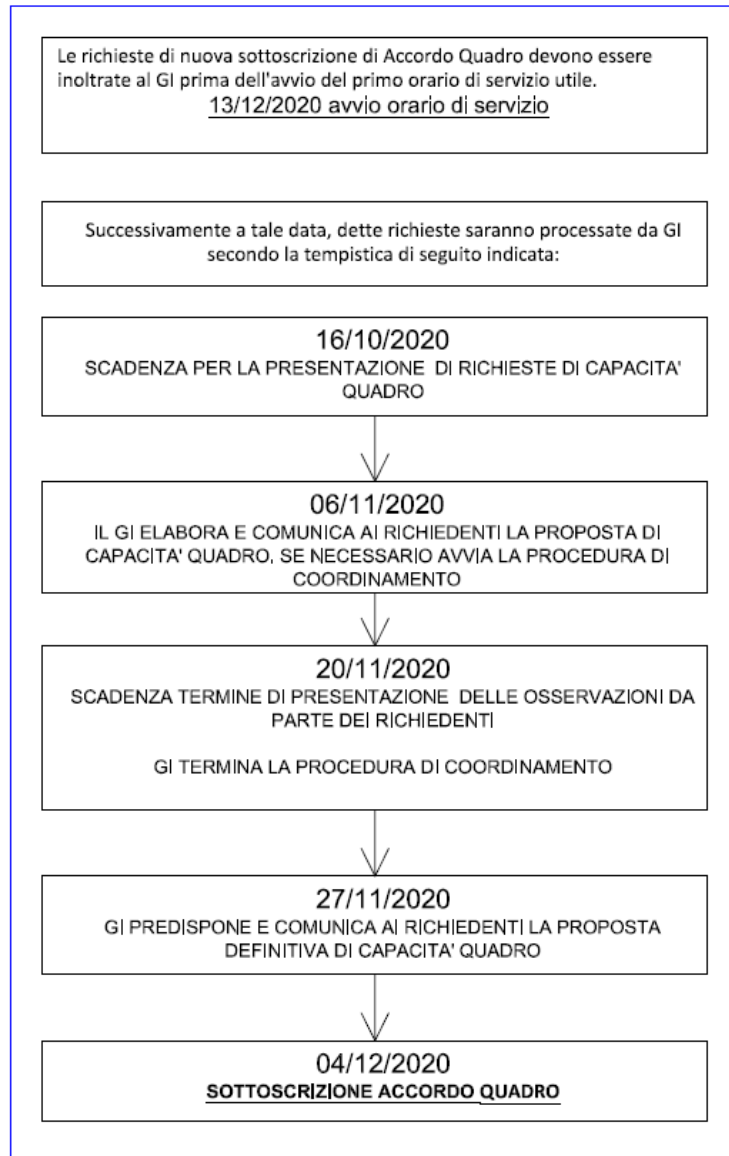 Le richieste di nuova sottoscrizione di Accordo Quadro devono essere
inoltrate al GI prima dell'avvio del primo orario di servizio utile.
13/12/2020 avvio orario di servizio
Successivamente a tale data, dette richieste saranno processate da GI
secondo la tempistica di seguito indicata:
16/10/2020
SCADENZA PER LA PRESENTAZIONE DI RICHIESTE DI CAPACITA'
QUADRO
06/11/2020
IL GI ELABORA E COMUNICA AI RICHIEDENTI LA PROPOSTA DI
CAPACITA' QUADRO, SE NECESSARIO AVVIA LA PROCEDURA DI
COORDINAMENTO
20/11/2020
SCADENZA TERMINE DI PRESENTAZIONE DELLE OSSERVAZIONI DA
PARTE DEI RICHIEDENTI
GI TERMINA LA PROCEDURA DI COORDINAMENTO
27/11/2020
GI PREDISPONE E COMUNICA AI RICHIEDENTI LA PROPOSTA
DEFINITIVA DI CAPACITA' QUADRO
04/12/2020
SOTTOSCRIZIONE ACCORDO QUADRO